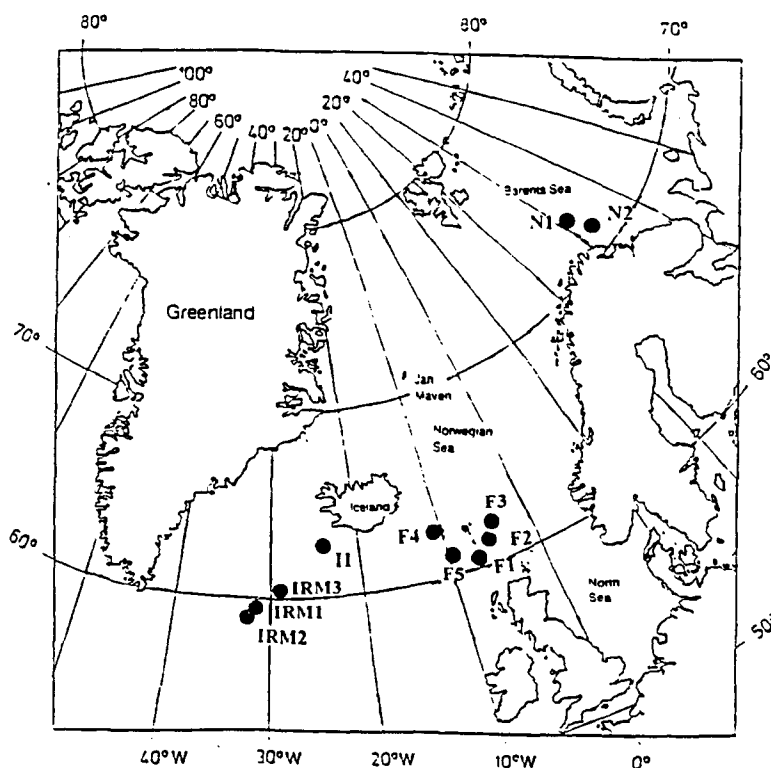 80°
80°
70°
100°
80°
60°
40°
20°
0°
20°
40°
Barents Sea
N1
N2
Greenland
70°
60°
Jan
Mayen
Norwegian
Sea
Iceland
F3
F4
F2
F1
F5
I1
60°
IRM3
IRM1
IRM2
North
Sea
50°
40°W
30°W
20°W
10°W
0°